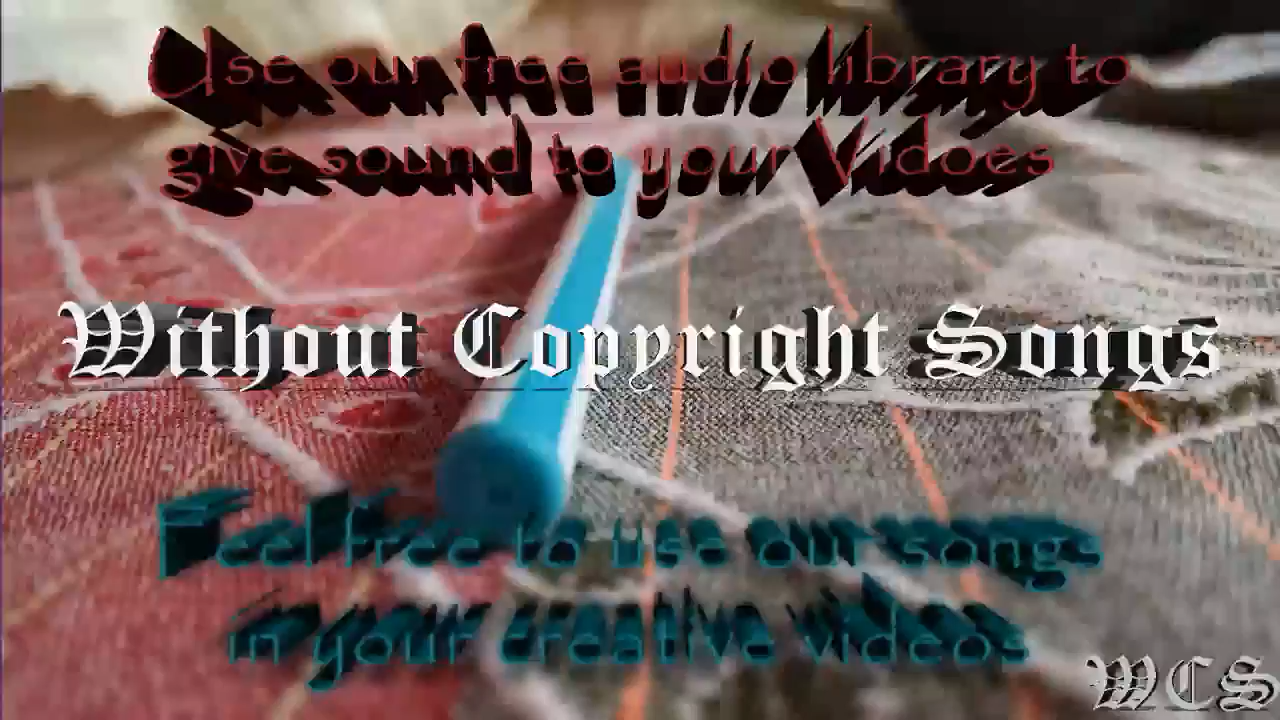 Use our free audio library to
give sound to your Vidoes
Without Copyright Songs
Feel free to use our songs
in your creative videos
WCS